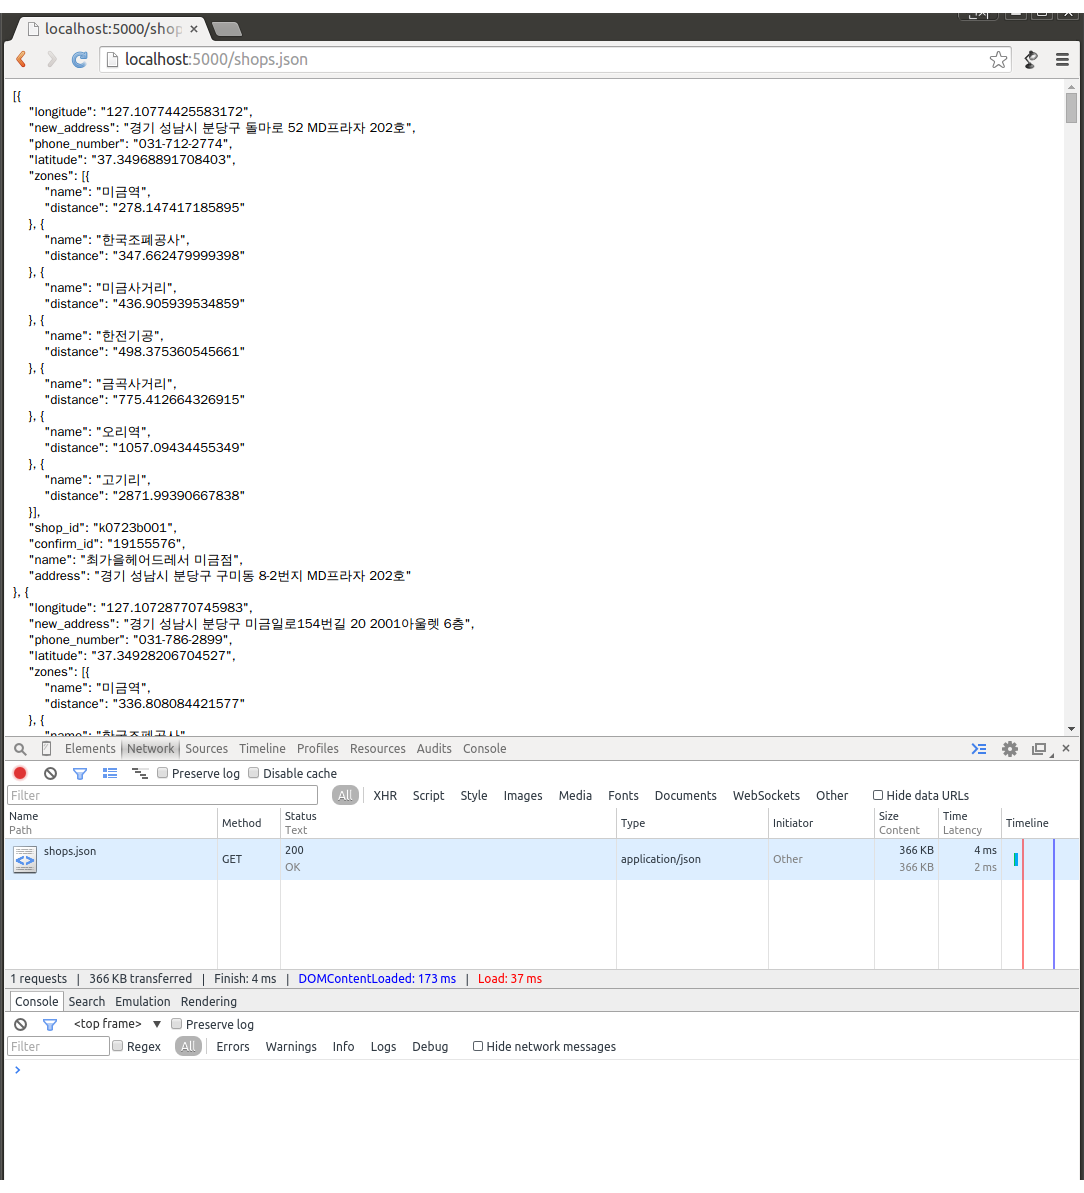 localhost:5000/shop
localhost:5000/shops.json
[{
"longitude": "127.10774425583172",
"new_address": "경기 성남시 분당구 돌마로 52 MD프라자 202호",
"phone_number": "031-712-2774",
"latitude": "37.34968891708403",
"zones": [{
"name": "미금역",
"distance": "278.147417185895"
}, {
"name": "한국조폐공사",
"distance": "347.662479999398"
}, {
"name": "미금사거리",
"distance": "436.905939534859"
}, {
"name": "한전기공",
"distance": "498.375360545661"
}, {
"name": "금곡사거리",
"distance": "775.412664326915"
}, {
"name": "오리역",
"distance": "1057.09434455349"
}, {
"name": "고기리",
"distance": "2871.99390667838"
}],
"shop_id": "k0723b001",
"confirm_id": "19155576",
"name": "최가을헤어드레서 미금점",
"address": "경기 성남시 분당구 구미동 8-2번지 MD프라자 202호"
}, {
"longitude": "127.10728770745983",
"new_address": "경기 성남시 분당구 미금일로154번길 20 2001아울렛 6층",
"phone_number": "031-786-2899",
"latitude": "37.34928206704527",
"zones": [{
"name": "미금역",
"distance": "336.808084421577"
}, {
"name": "한국조폐공사"
Elements Network Sources Timeline Profiles Resources Audits Console
Preserve log Disable cache
Filter All XHR Script Style Images Media Fonts Documents WebSockets Other Hide data URLs
Name Method Status Type Initiator Size Time Timeline
Path Text Content Latency
shops.json GET 200 application/json Other 366 KB 4 ms
OK 366 KB 2 ms
1 requests | 366 KB transferred | Finish: 4 ms | DOMContentLoaded: 173 ms | Load: 37 ms
Console Search Emulation Rendering
<top frame> ▼ Preserve log
Filter Regex All Errors Warnings Info Logs Debug Hide network messages
>